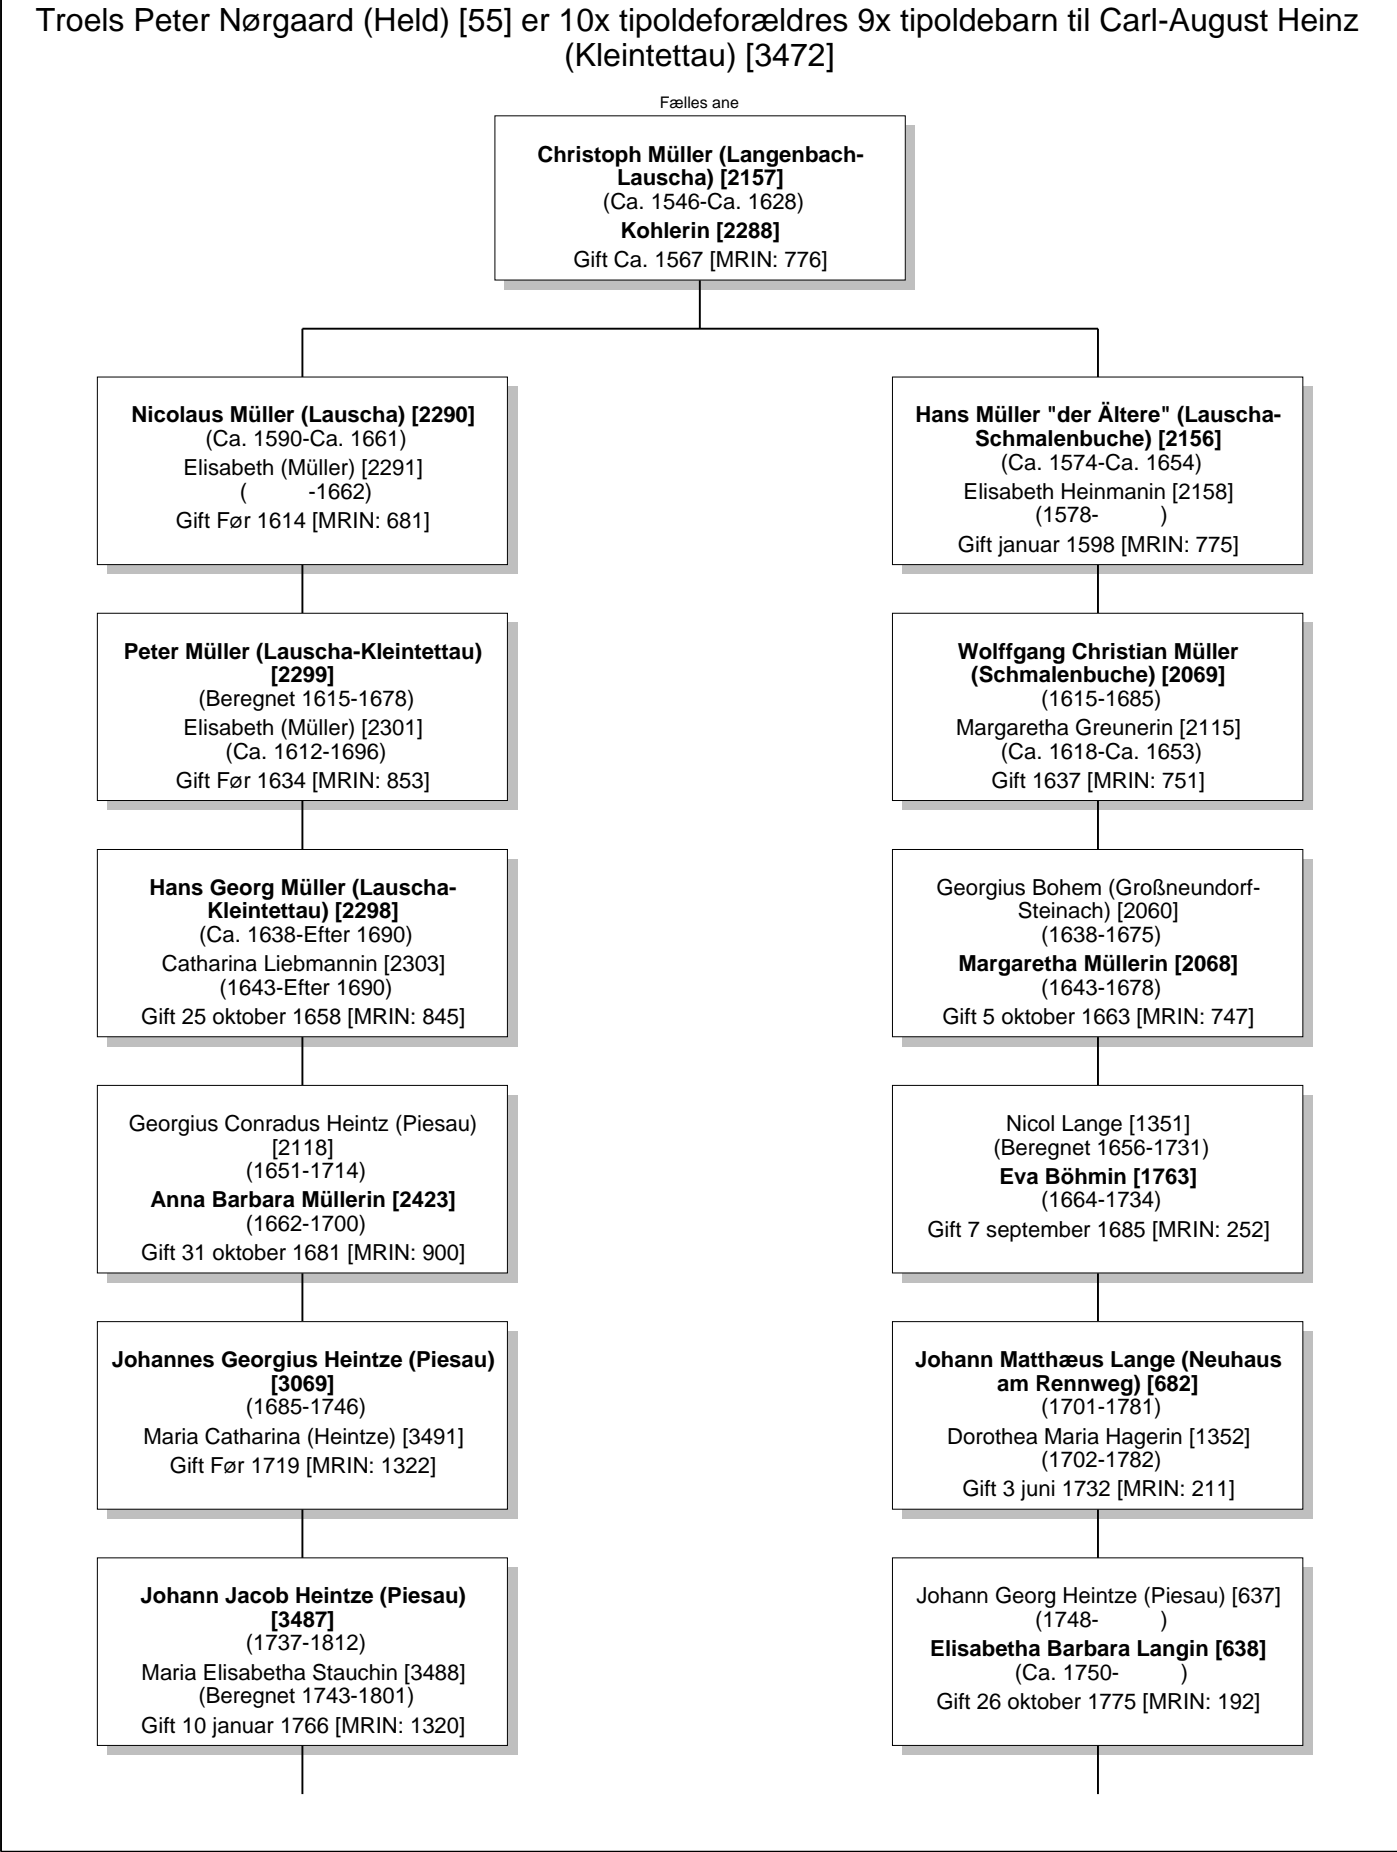 Troels Peter Nørgaard (Held) [55] er 10x tipoldeforældres 9x tipoldebarn til Carl-August Heinz
(Kleintettau) [3472]
Fælles ane
Christoph Müller (Langenbach-
Lauscha) [2157]
(Ca. 1546-Ca. 1628)
Kohlerin [2288]
Gift Ca. 1567 [MRIN: 776]
Nicolaus Müller (Lauscha) [2290]
(Ca. 1590-Ca. 1661)
Elisabeth (Müller) [2291]
( -1662)
Gift Før 1614 [MRIN: 681]
Hans Müller "der Ältere" (Lauscha-
Schmalenbuche) [2156]
(Ca. 1574-Ca. 1654)
Elisabeth Heinmanin [2158]
(1578- )
Gift januar 1598 [MRIN: 775]
Peter Müller (Lauscha-Kleintettau)
[2299]
(Beregnet 1615-1678)
Elisabeth (Müller) [2301]
(Ca. 1612-1696)
Gift Før 1634 [MRIN: 853]
Wolffgang Christian Müller
(Schmalenbuche) [2069]
(1615-1685)
Margaretha Greunerin [2115]
(Ca. 1618-Ca. 1653)
Gift 1637 [MRIN: 751]
Hans Georg Müller (Lauscha-
Kleintettau) [2298]
(Ca. 1638-Efter 1690)
Catharina Liebmannin [2303]
(1643-Efter 1690)
Gift 25 oktober 1658 [MRIN: 845]
Georgius Bohem (Großneundorf-
Steinach) [2060]
(1638-1675)
Margaretha Müllerin [2068]
(1643-1678)
Gift 5 oktober 1663 [MRIN: 747]
Georgius Conradus Heintz (Piesau)
[2118]
(1651-1714)
Anna Barbara Müllerin [2423]
(1662-1700)
Gift 31 oktober 1681 [MRIN: 900]
Nicol Lange [1351]
(Beregnet 1656-1731)
Eva Böhmin [1763]
(1664-1734)
Gift 7 september 1685 [MRIN: 252]
Johannes Georgius Heintze (Piesau)
[3069]
(1685-1746)
Maria Catharina (Heintze) [3491]
Gift Før 1719 [MRIN: 1322]
Johann Matthæus Lange (Neuhaus
am Rennweg) [682]
(1701-1781)
Dorothea Maria Hagerin [1352]
(1702-1782)
Gift 3 juni 1732 [MRIN: 211]
Johann Jacob Heintze (Piesau)
[3487]
(1737-1812)
Maria Elisabetha Stauchin [3488]
(Beregnet 1743-1801)
Gift 10 januar 1766 [MRIN: 1320]
Johann Georg Heintze (Piesau) [637]
(1748- )
Elisabetha Barbara Langin [638]
(Ca. 1750- )
Gift 26 oktober 1775 [MRIN: 192]